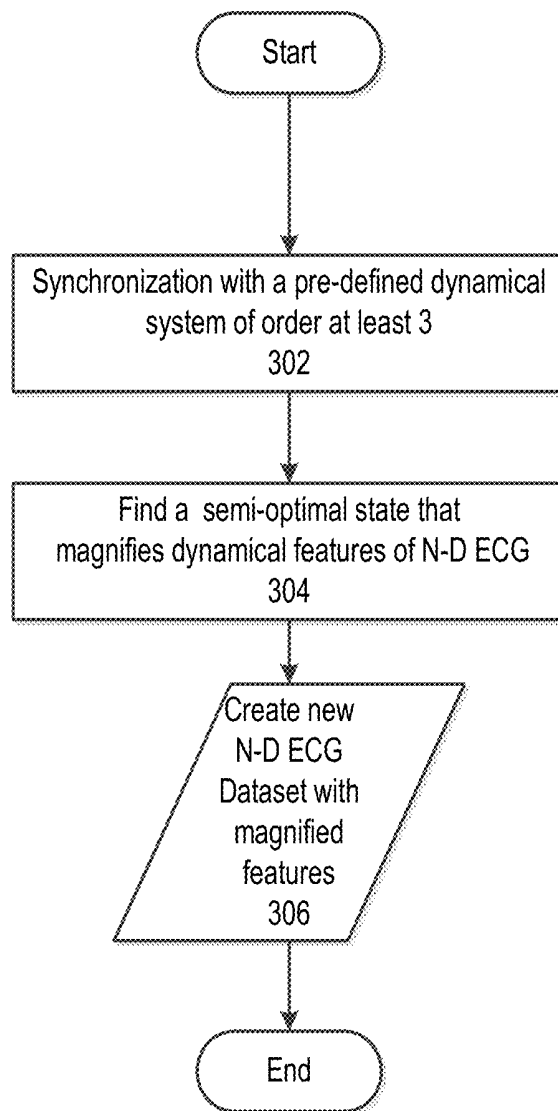 Start
Synchronization with a pre-defined dynamical
system of order at least 3
302
Find a semi-optimal state that
magnifies dynamical features of N-D ECG
304
Create new
N-D ECG
Dataset with
magnified
features
306
End